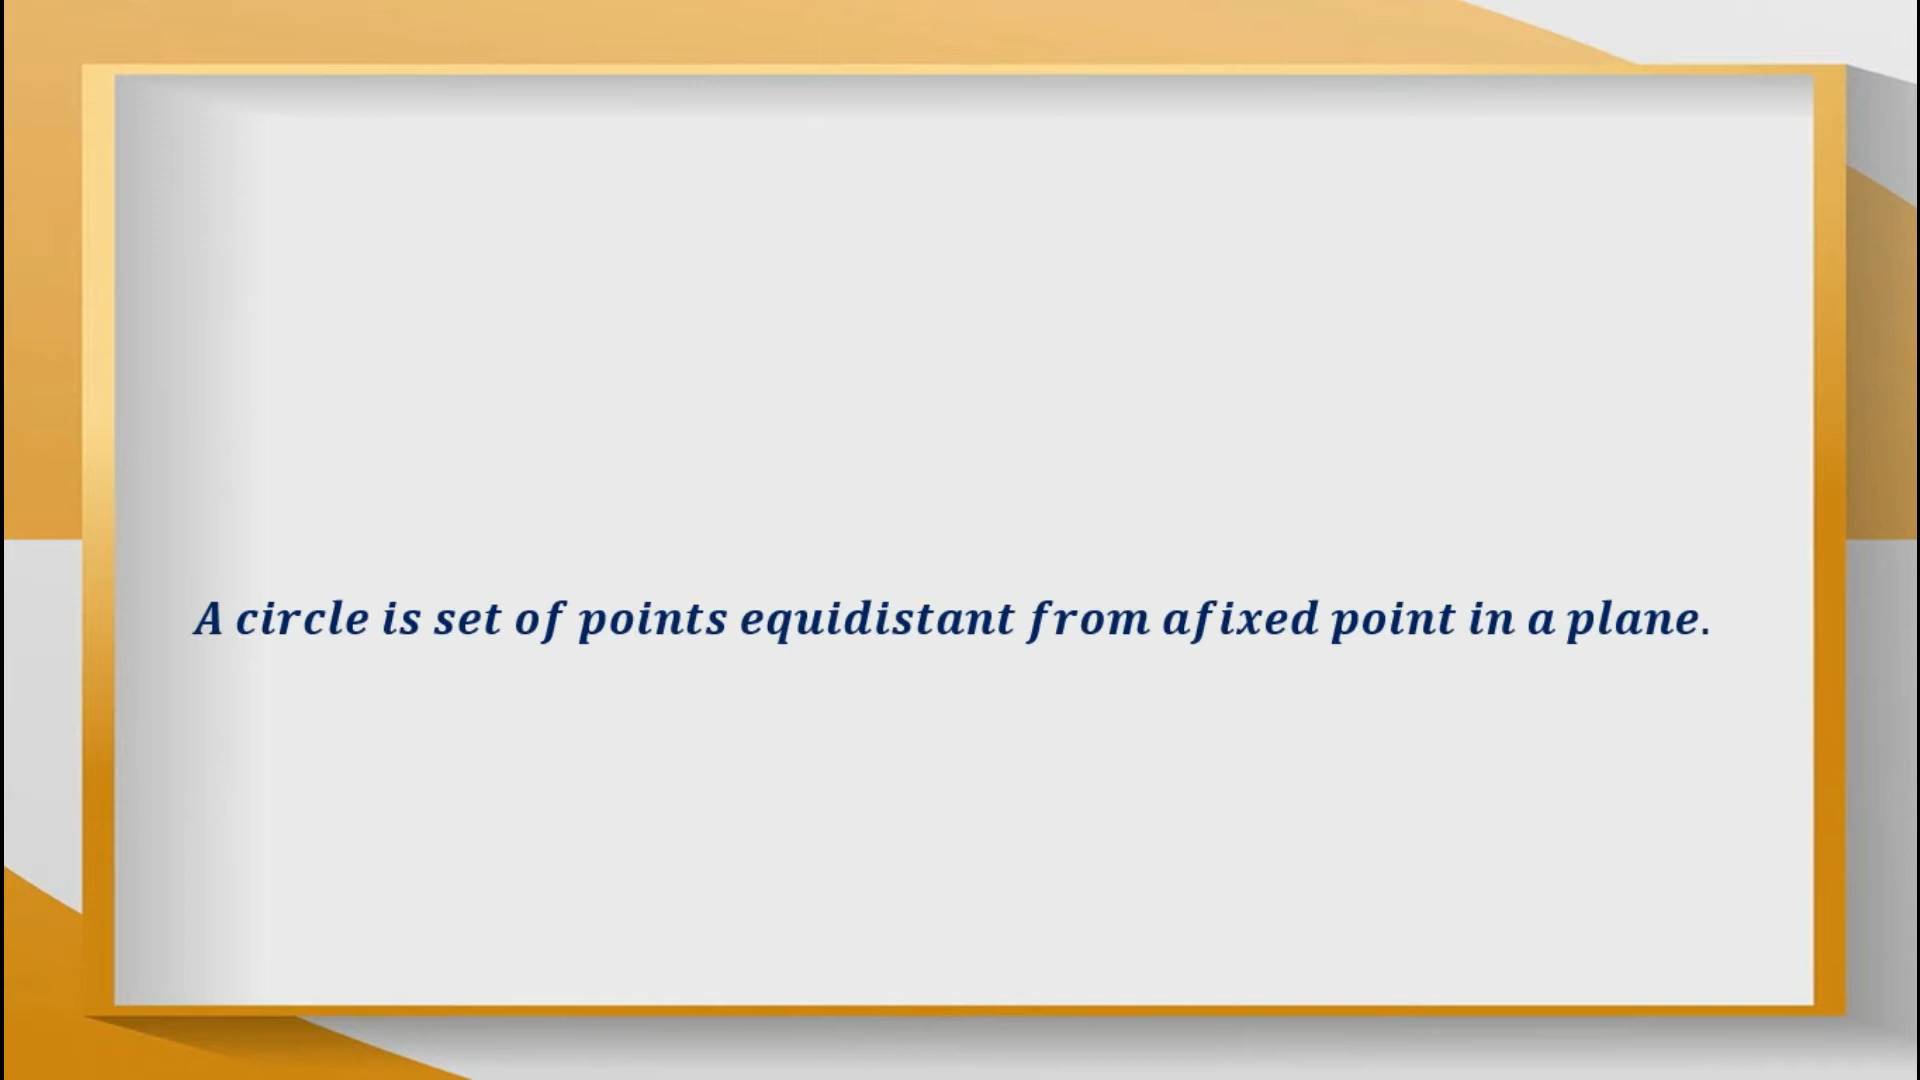 A circle is set of points equidistant from afixed point in a plane.